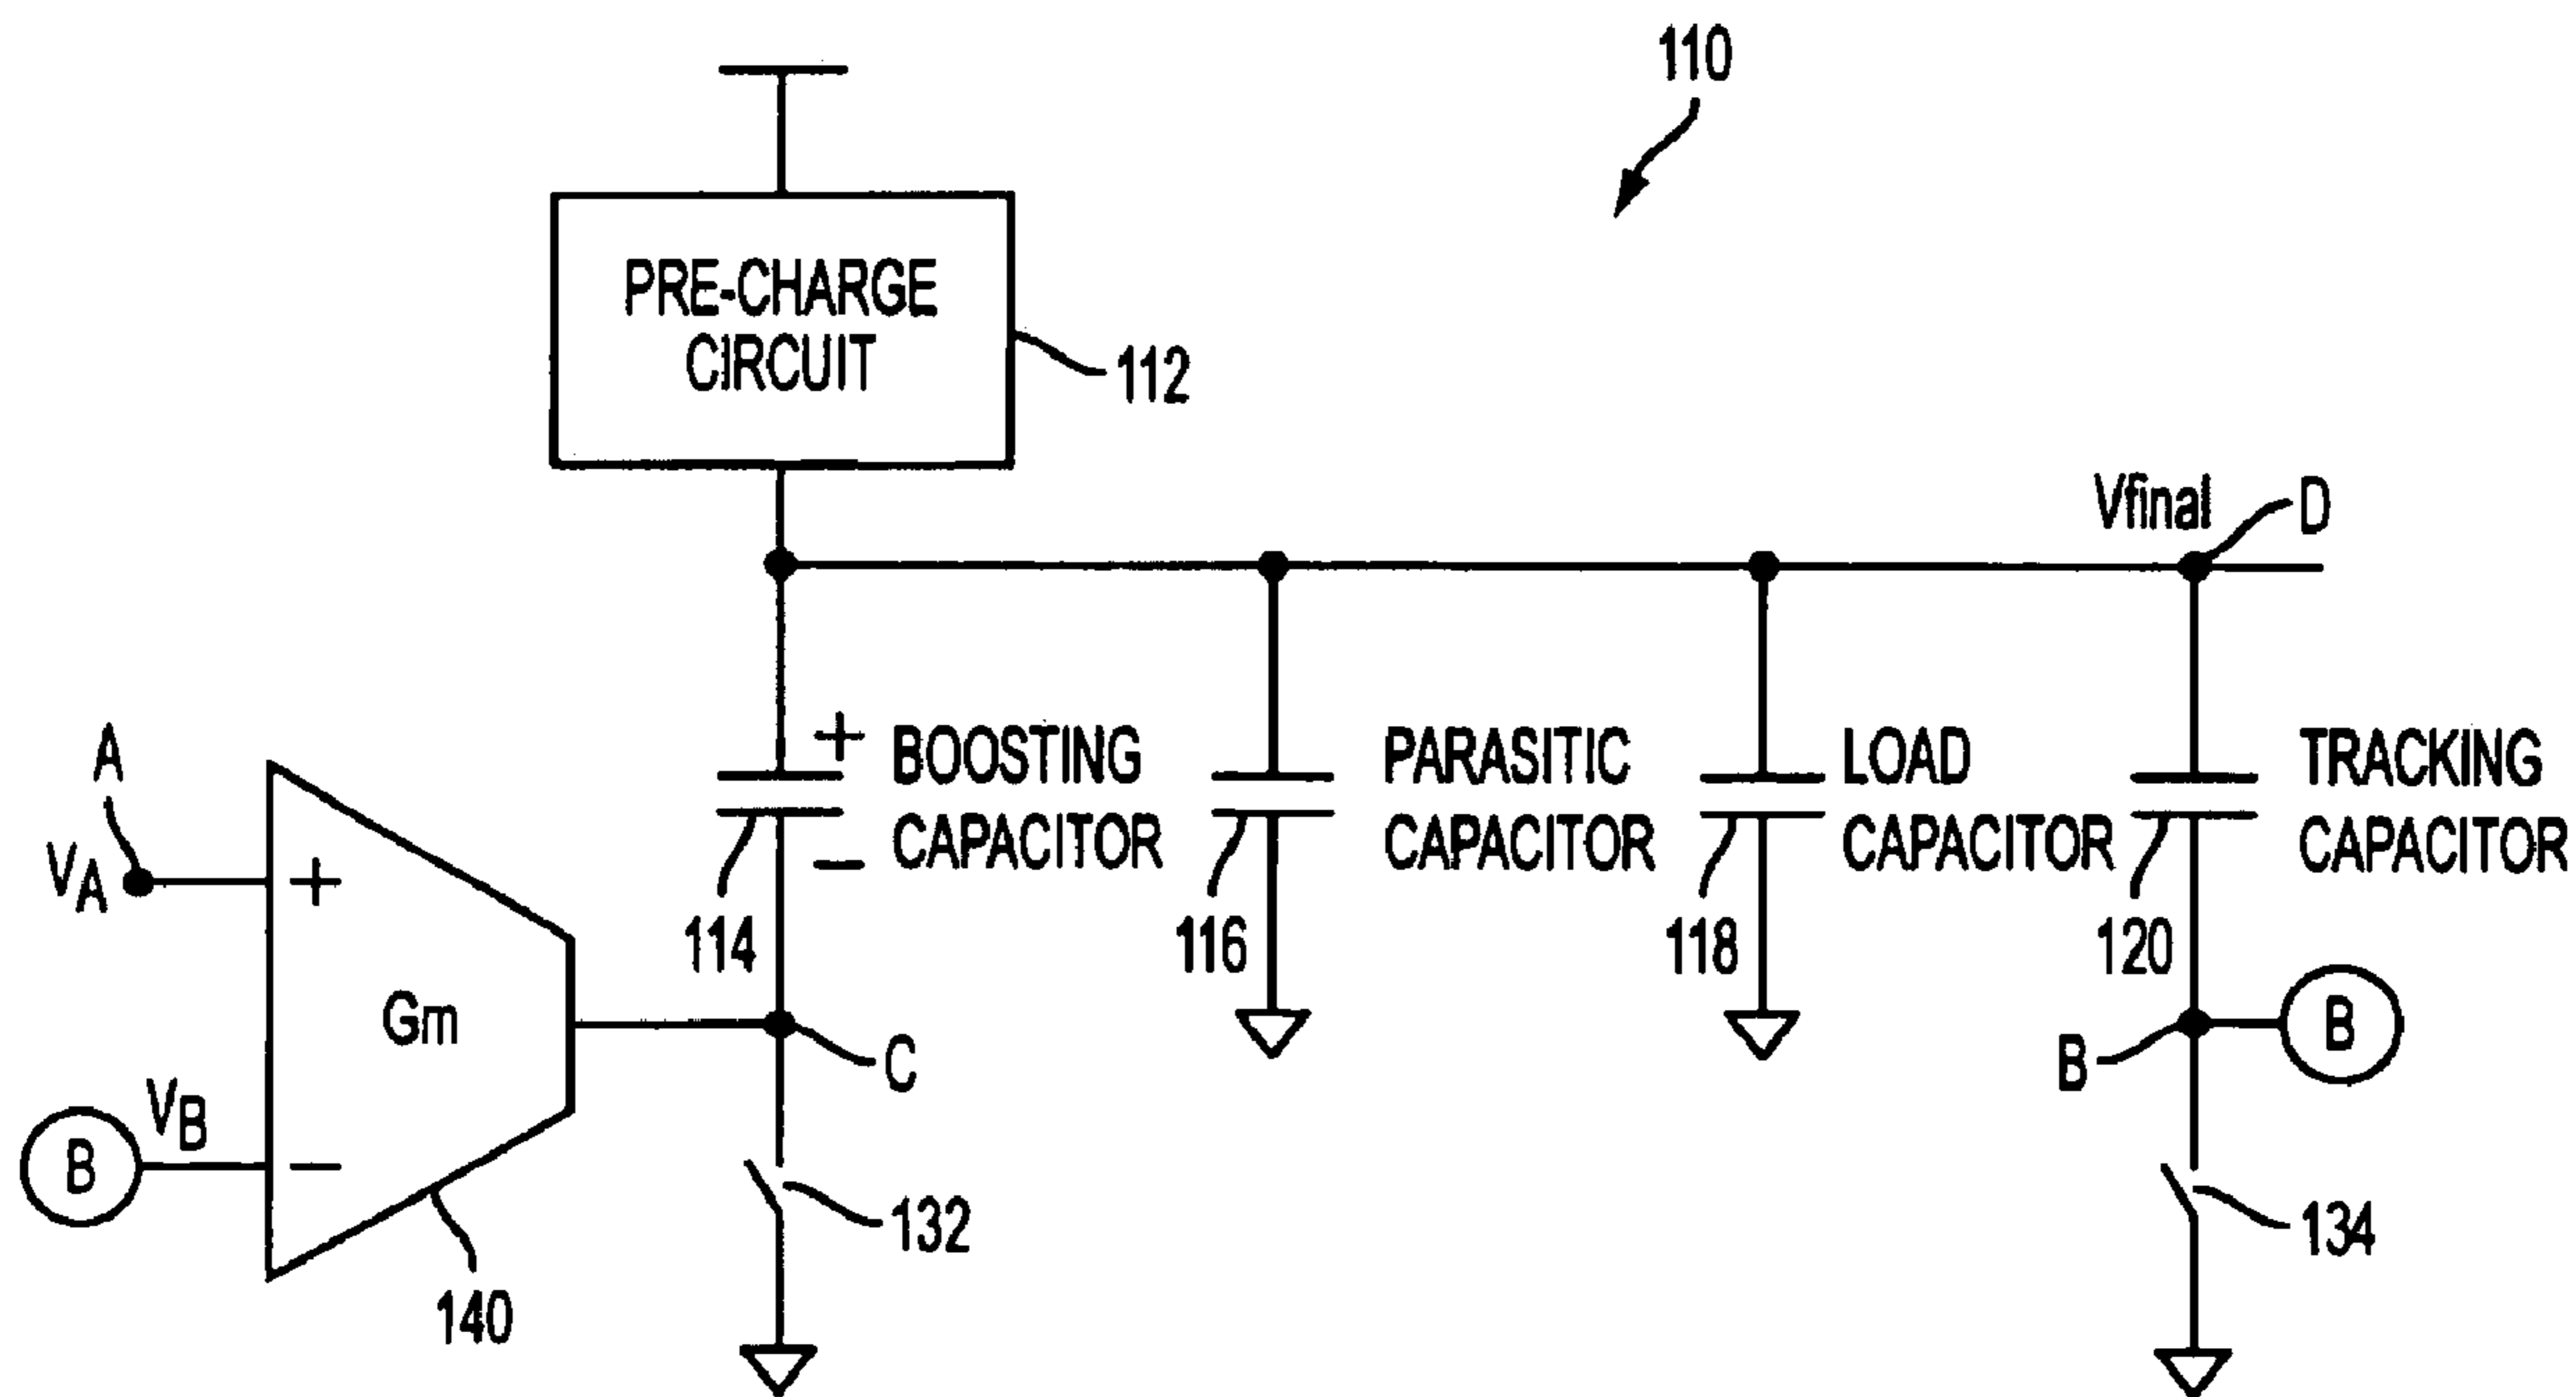 110
PRE-CHARGE
CIRCUIT
112
Vfinal
D
A
VA
+
Gm
VB
B
−
140
+
BOOSTING
CAPACITOR
−
114
C
132
PARASITIC
CAPACITOR
116
LOAD
CAPACITOR
118
TRACKING
CAPACITOR
120
B
B
134